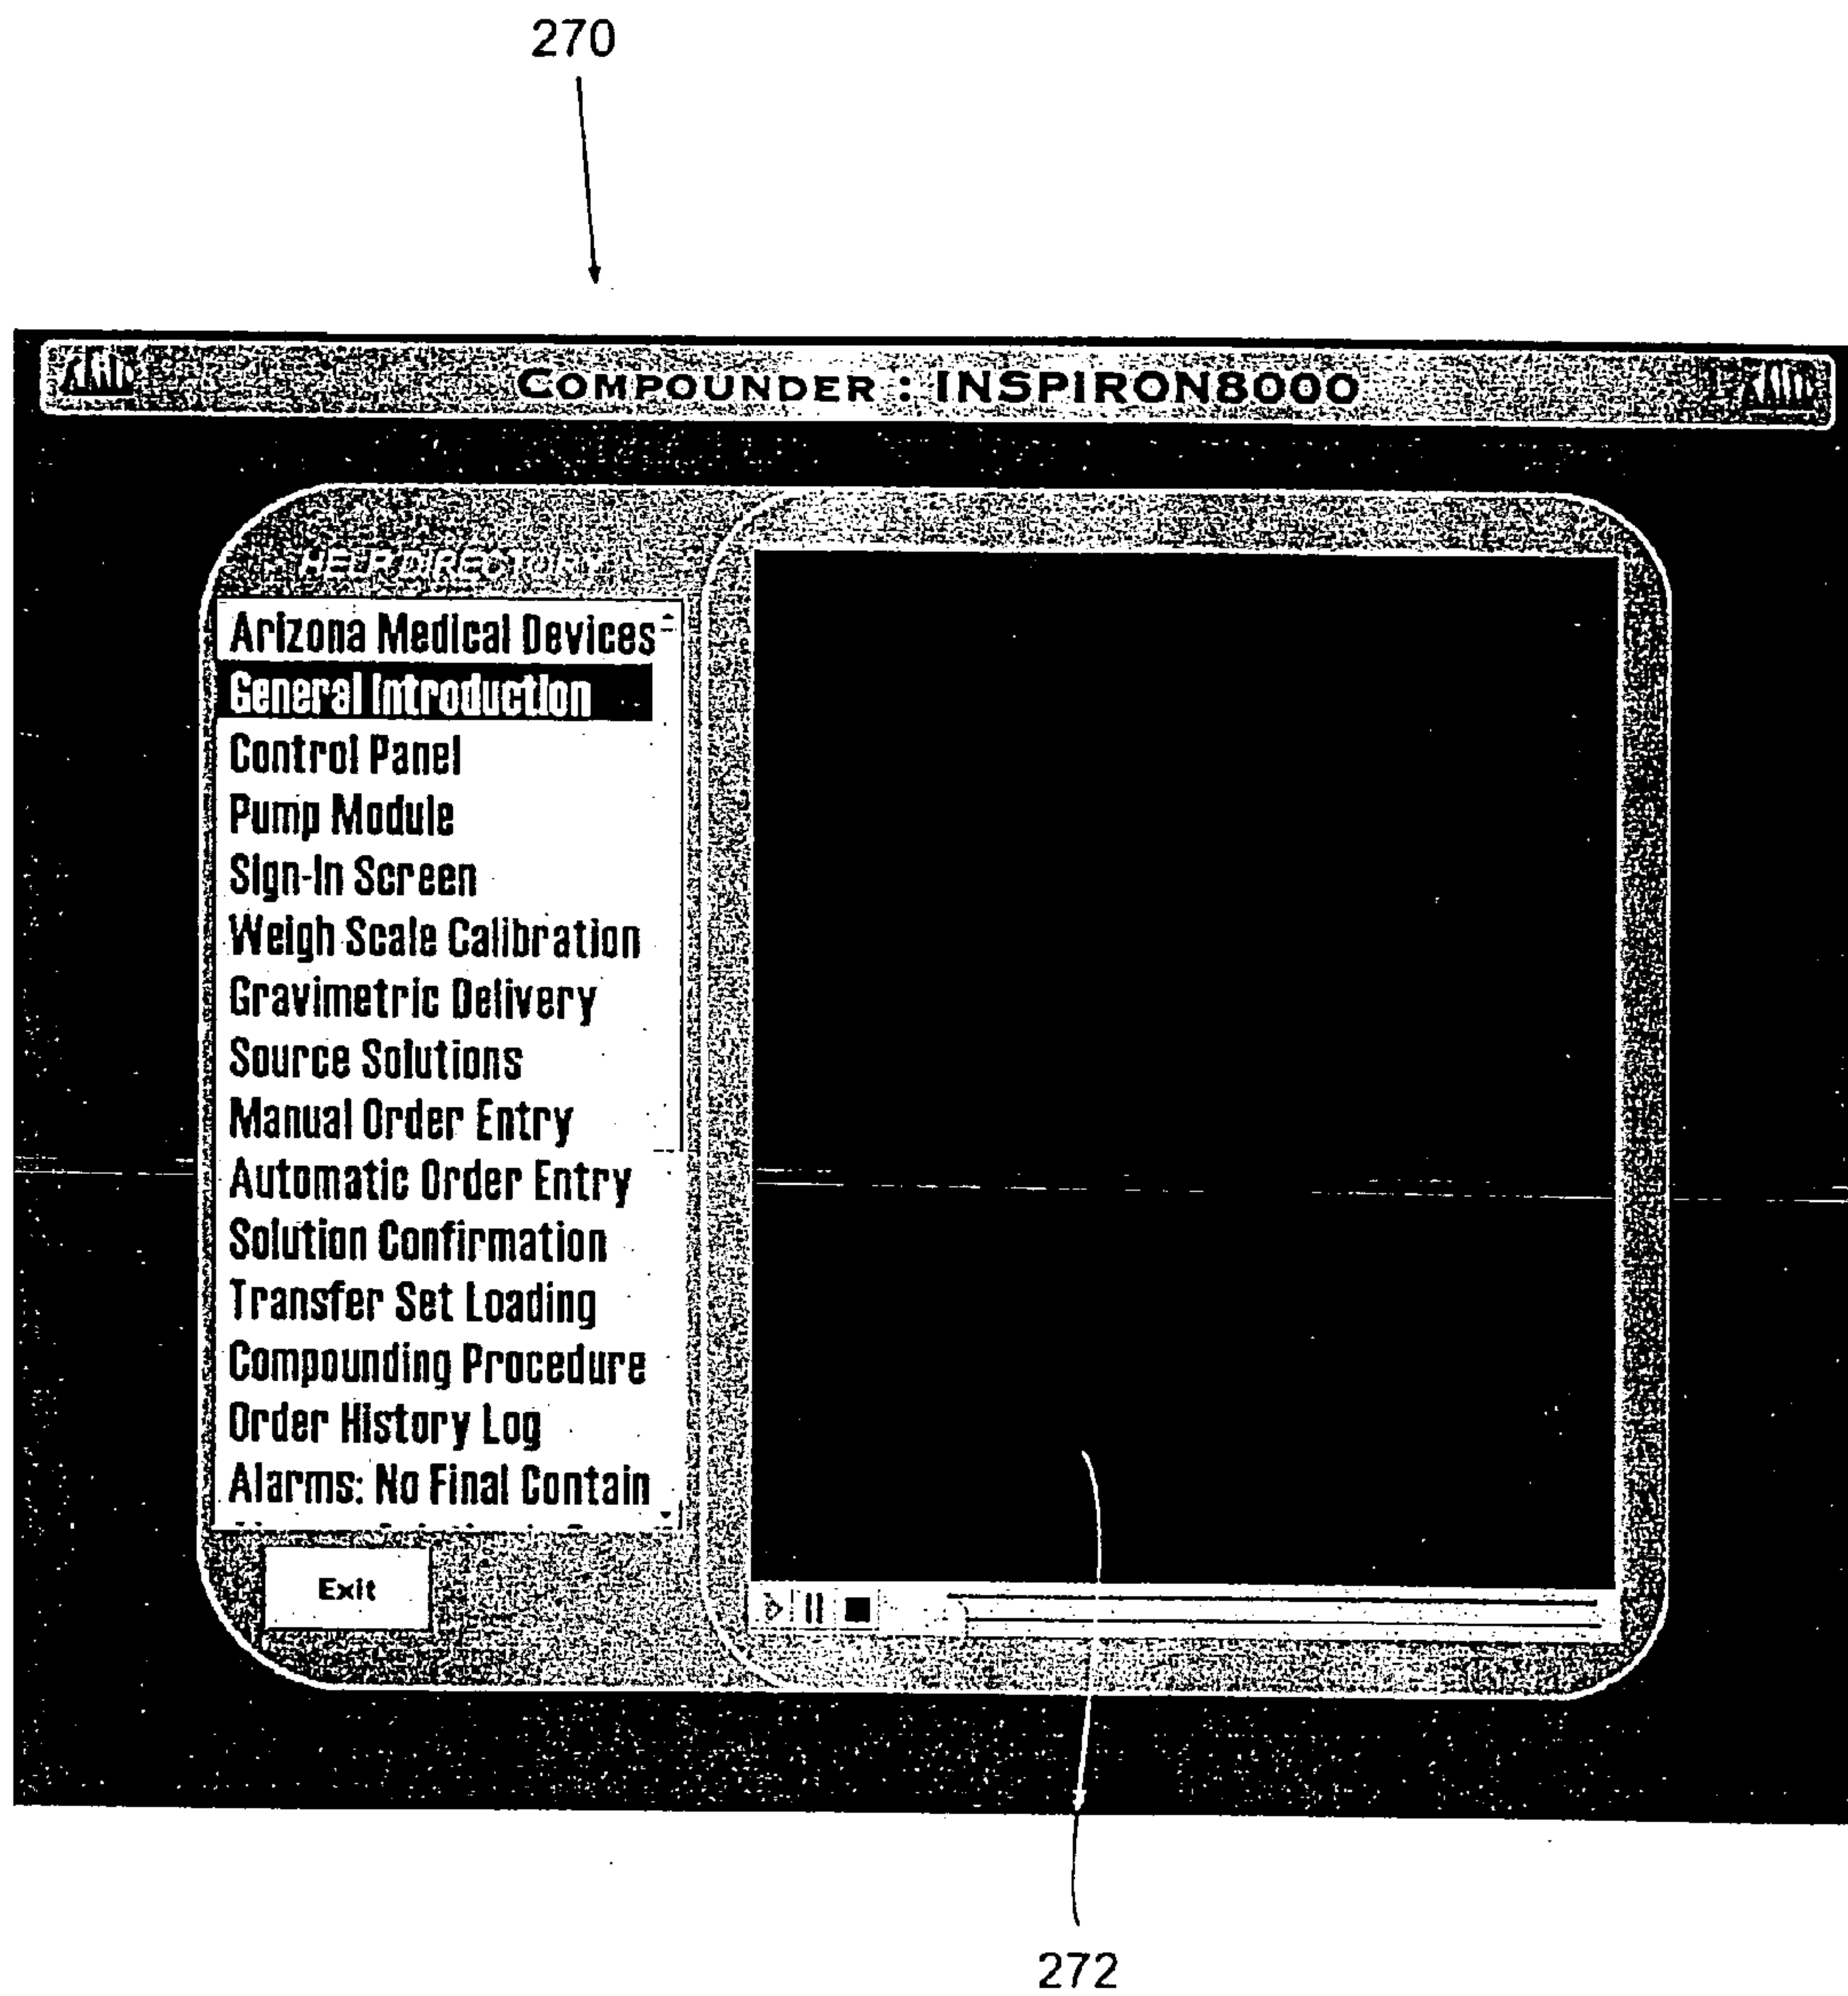 270
COMPOUNDER : INSPIRON8000
HELP DIRECTORY
Arizona Medical Devices
General Introduction
Control Panel
Pump Module
Sign-In Screen
Weigh Scale Calibration
Gravimetric Delivery
Source Solutions
Manual Order Entry
Automatic Order Entry
Solution Confirmation
Transfer Set Loading
Compounding Procedure
Order History Log
Alarms: No Final Contain
Exit
272